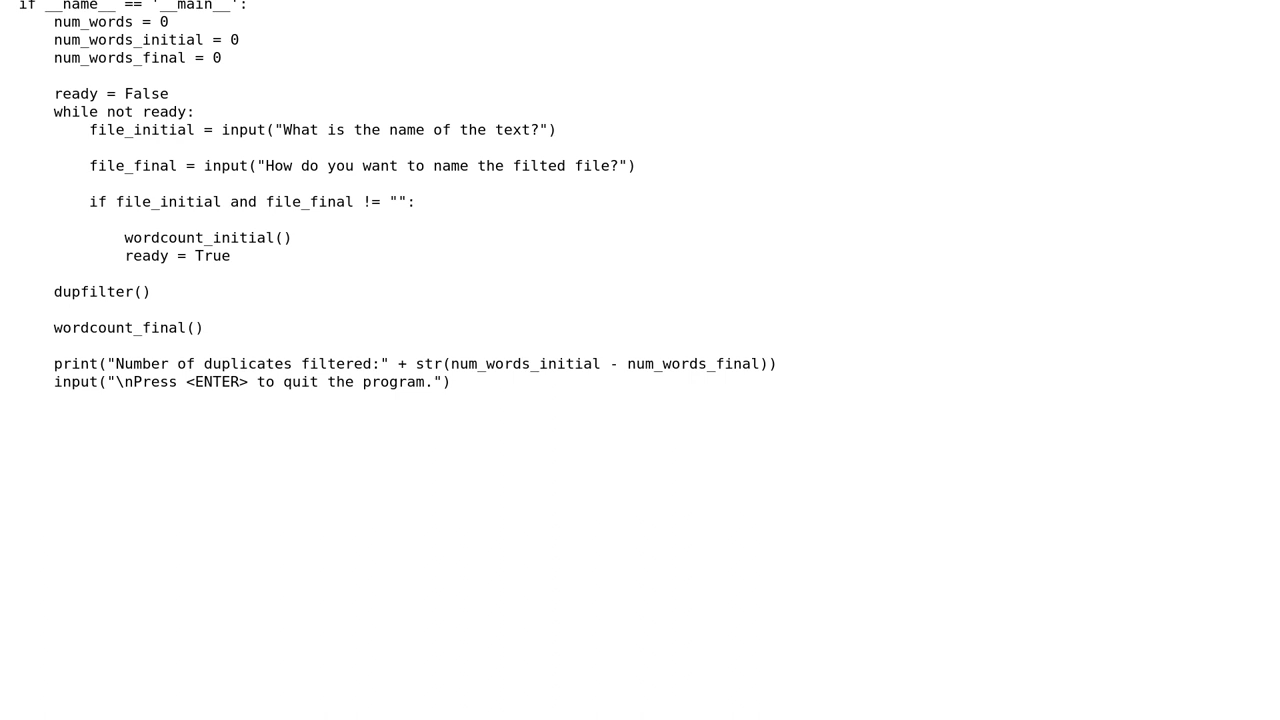 if __name__ == '__main__':
    num_words = 0
    num_words_initial = 0
    num_words_final = 0

    ready = False
    while not ready:
        file_initial = input("What is the name of the text?")

        file_final = input("How do you want to name the filted file?")

        if file_initial and file_final != "":

            wordcount_initial()
            ready = True

    dupfilter()

    wordcount_final()

    print("Number of duplicates filtered:" + str(num_words_initial - num_words_final))
    input("\nPress <ENTER> to quit the program.")